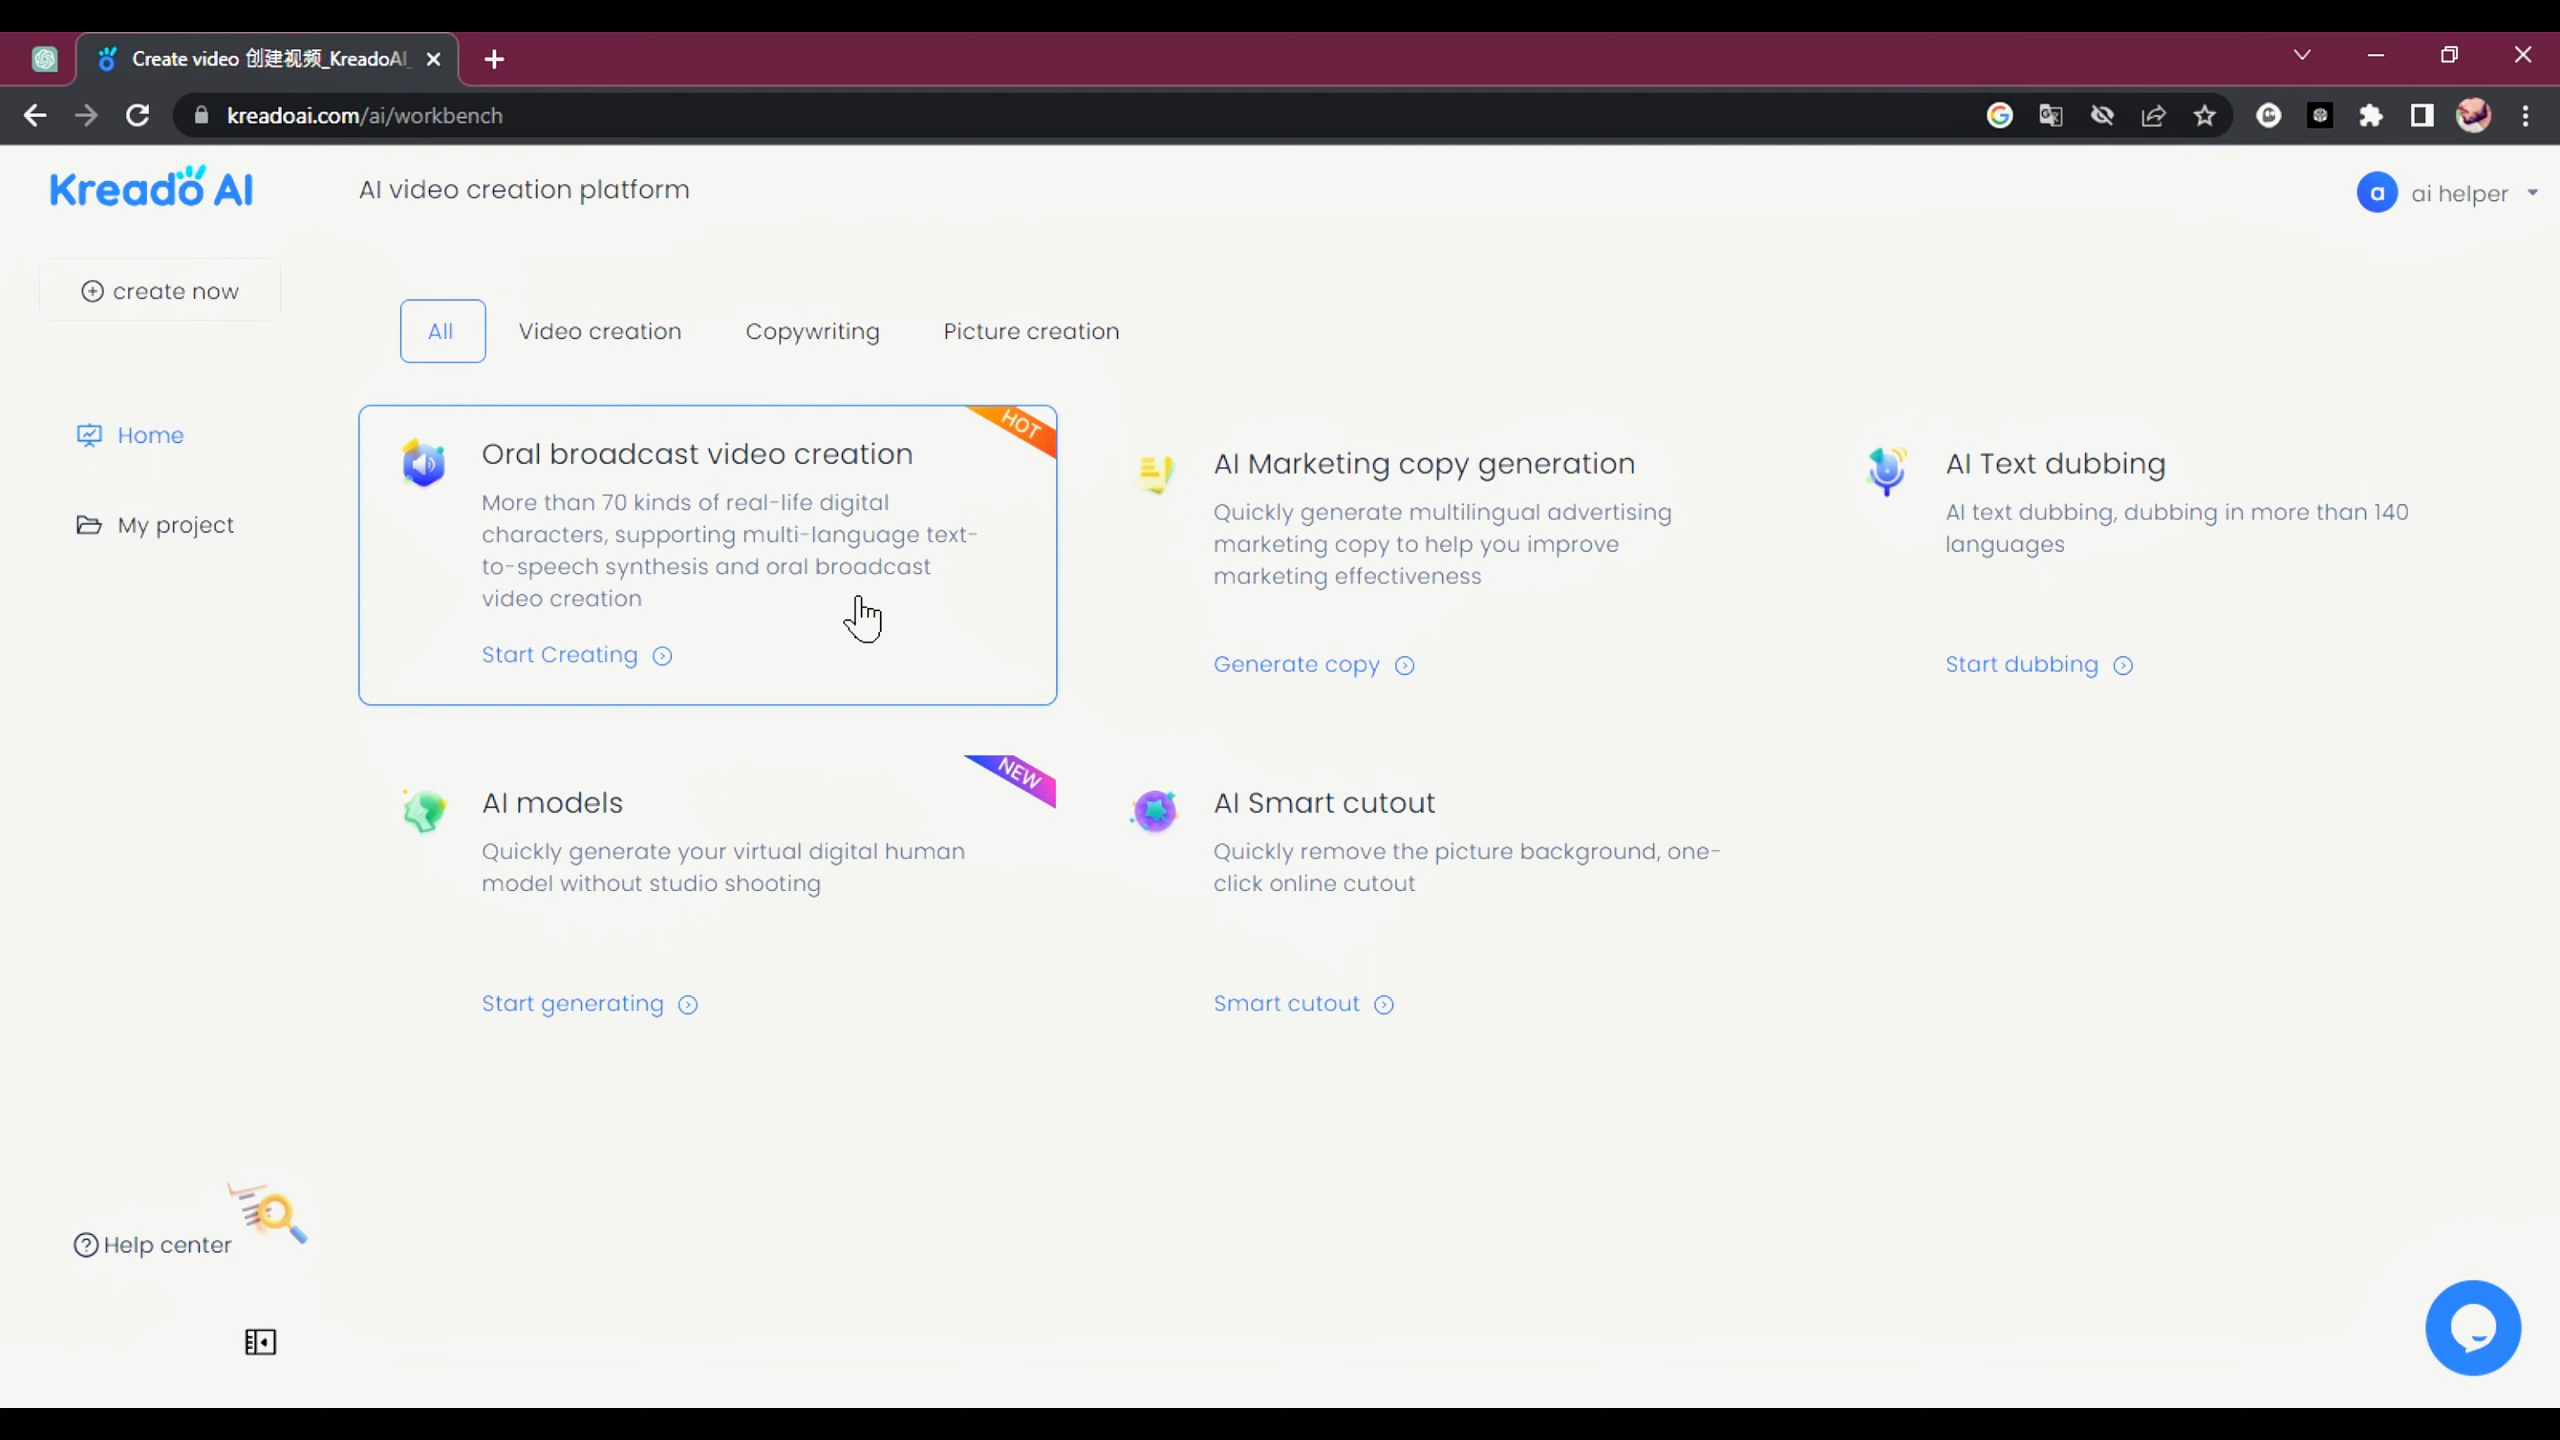 Create video 创建视频_KreadoAI_
kreadoai.com/ai/workbench
Kreado AI
AI video creation platform
a
ai helper
create now
All
Video creation
Copywriting
Picture creation
Home
My project
HOT
Oral broadcast video creation
More than 70 kinds of real-life digital
characters, supporting multi-language text-
to-speech synthesis and oral broadcast
video creation
Start Creating
AI Marketing copy generation
Quickly generate multilingual advertising
marketing copy to help you improve
marketing effectiveness
Generate copy
AI Text dubbing
AI text dubbing, dubbing in more than 140
languages
Start dubbing
NEW
AI models
Quickly generate your virtual digital human
model without studio shooting
Start generating
AI Smart cutout
Quickly remove the picture background, one-
click online cutout
Smart cutout
Help center